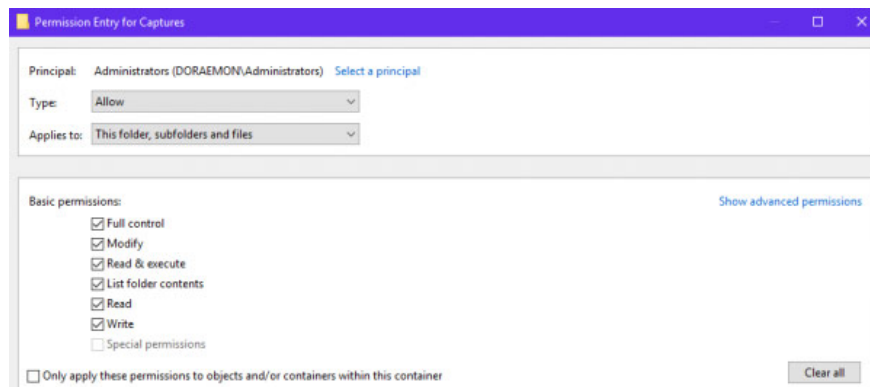 Permission Entry for Captures
Principal: Administrators (DORAEMON\Administrators) Select a principal
Type: Allow
Applies to: This folder, subfolders and files
Basic permissions: Show advanced permissions
Full control
Modify
Read & execute
List folder contents
Read
Write
Special permissions
Only apply these permissions to objects and/or containers within this container Clear all